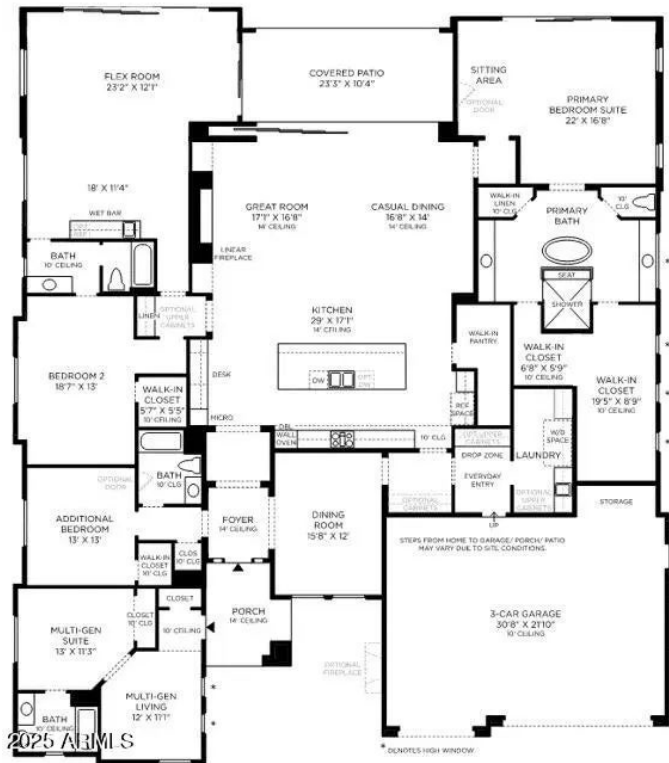 FLEX ROOM
23'2" X 12'1"
COVERED PATIO
23'3" X 10'4"
SITTING
AREA
OPTIONAL
DOOR
PRIMARY
BEDROOM SUITE
22' X 16'8"
18' X 11'4"
WET BAR
BATH
10' CEILING
GREAT ROOM
17'1" X 16'8"
14' CEILING
CASUAL DINING
16'8" X 14'
14' CEILING
LINEAR
FIREPLACE
WALK-IN
LINEN
10' CLG
PRIMARY
BATH
10'
CLG
SEAT
SHOWER
LINEN
OPTIONAL
UPPER
CABINETS
KITCHEN
29' X 17'1"
14' CEILING
WALK-IN
PANTRY
WALK-IN
CLOSET
6'8" X 5'9"
10' CEILING
WALK-IN
CLOSET
19'5" X 8'9"
10' CEILING
BEDROOM 2
18'7" X 13'
WALK-IN
CLOSET
5'7" X 5'5"
10' CEILING
DESK
MICRO
DW
OPT.
DW
REF
SPACE
DBL
WALL
OVEN
10' CLG
OPT. UPPER
CABINETS
DROP ZONE
EVERYDAY
ENTRY
LAUNDRY
W/D
SPACE
OPTIONAL
UPPER
CABINETS
OPTIONAL
DOOR
BATH
10' CLG
ADDITIONAL
BEDROOM
13' X 13'
WALK-IN
CLOSET
10' CLG
CLOS
10' CLG
FOYER
14' CEILING
DINING
ROOM
15'8" X 12'
OPTIONAL
CABINETS
UP
STORAGE
STEPS FROM HOME TO GARAGE/ PORCH/ PATIO
MAY VARY DUE TO SITE CONDITIONS.
MULTI-GEN
SUITE
13' X 11'3"
CLOSET
10' CLG
CLOSET
10' CEILING
PORCH
14' CEILING
3-CAR GARAGE
30'8" X 21'10"
10' CEILING
OPTIONAL
FIREPLACE
MULTI-GEN
LIVING
12' X 11'1"
BATH
10' CEILING
* DENOTES HIGH WINDOW
2025 ARMLS